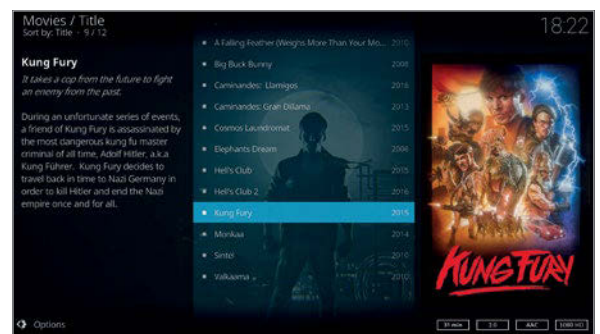 Movies / Title
Sort by: Title · 9 / 12
18:22
Kung Fury
It takes a cop from the future to fight
an enemy from the past.
During an unfortunate series of events,
a friend of Kung Fury is assassinated by
the most dangerous kung fu master
criminal of all time, Adolf Hitler, a.k.a
Kung Führer. Kung Fury decides to
travel back in time to Nazi Germany in
order to kill Hitler and end the Nazi
empire once and for all.
A Falling Feather (Weighs More Than Your Mo... 2010
Big Buck Bunny 2008
Caminandes: Llamigos 2016
Caminandes: Gran Dillama 2013
Cosmos Laundromat 2015
Elephants Dream 2006
Hell's Club 2015
Hell's Club 2 2016
Kung Fury 2015
Monkaa 2014
Sintel 2010
Valkaama 2010
KUNG FURY
Options
31 min 2.0 AAC 1080 HD